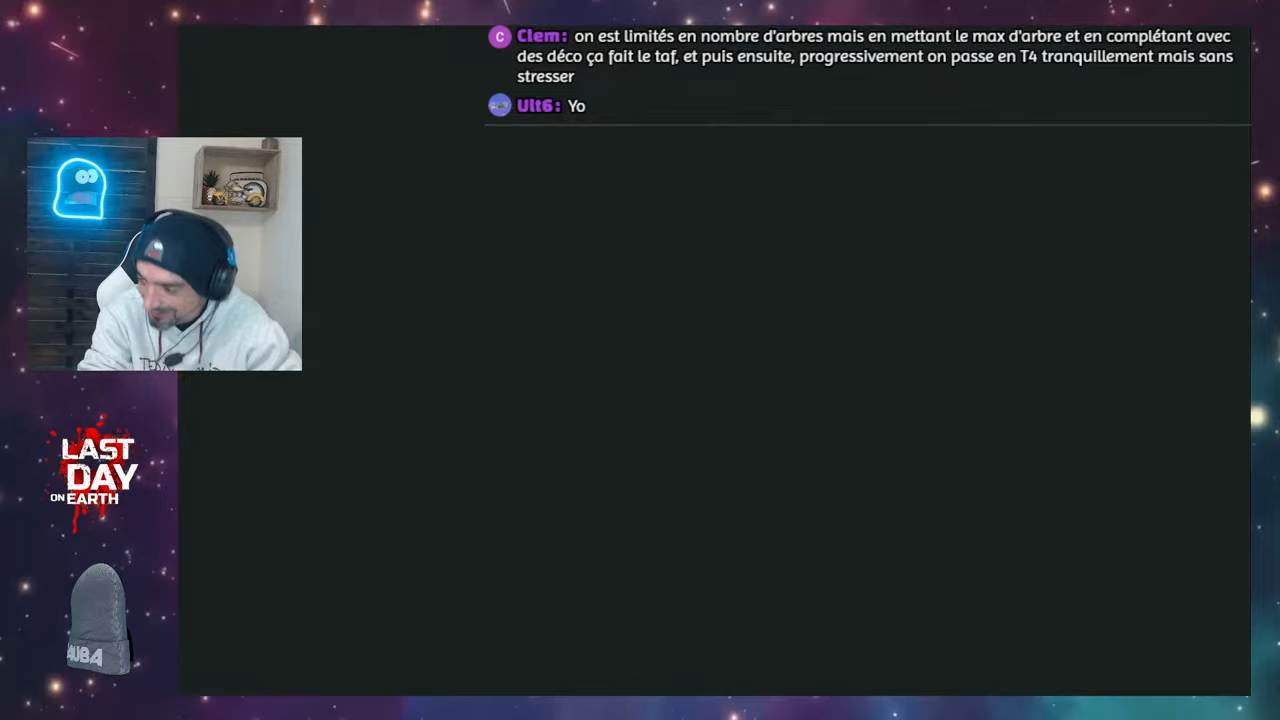 Clem: on est limités en nombre d'arbres mais en mettant le max d'arbre et en complétant avec
des déco ça fait le taf, et puis ensuite, progressivement on passe en T4 tranquillement mais sans
stresser
Ult6: Yo
LAST
DAY
ON EARTH